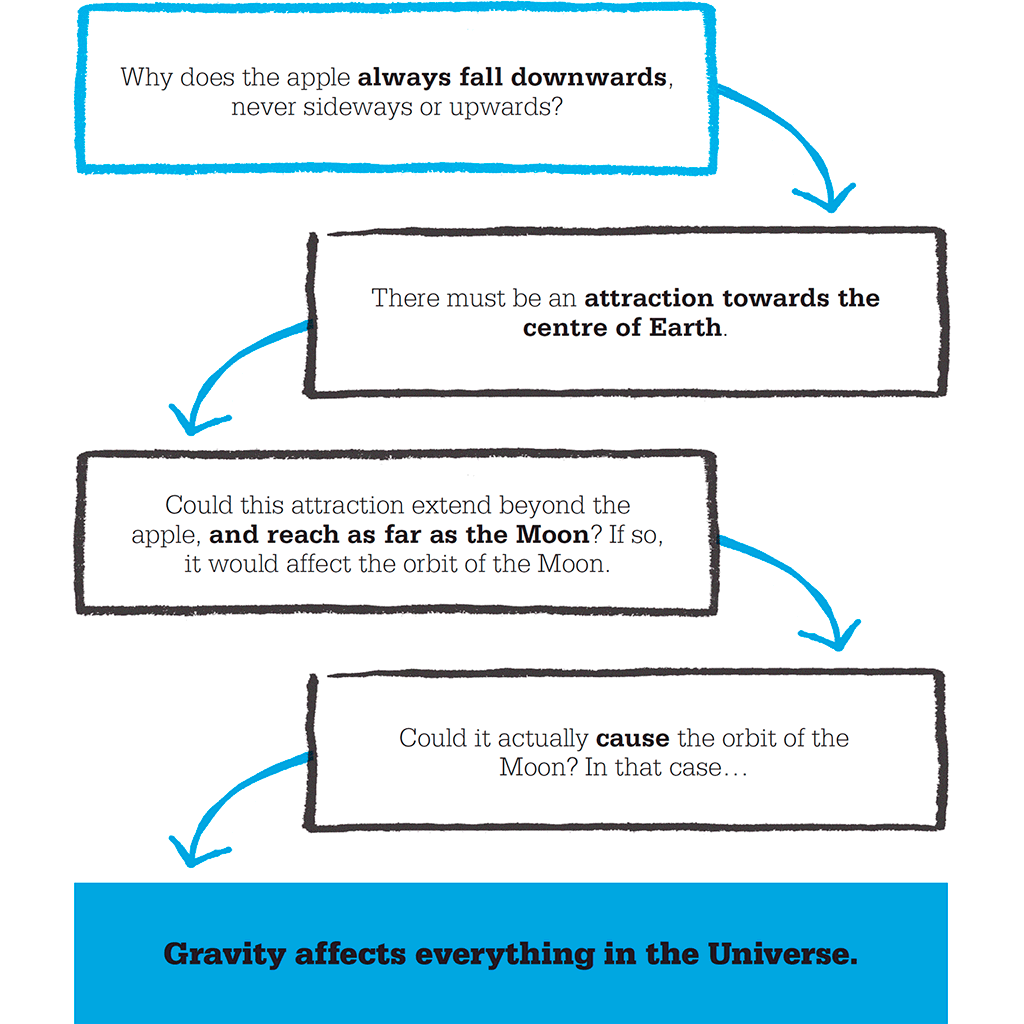 Why does the apple always fall downwards,
never sideways or upwards?
There must be an attraction towards the
centre of Earth.
Could this attraction extend beyond the
apple, and reach as far as the Moon? If so,
it would affect the orbit of the Moon.
Could it actually cause the orbit of the
Moon? In that case…
Gravity affects everything in the Universe.